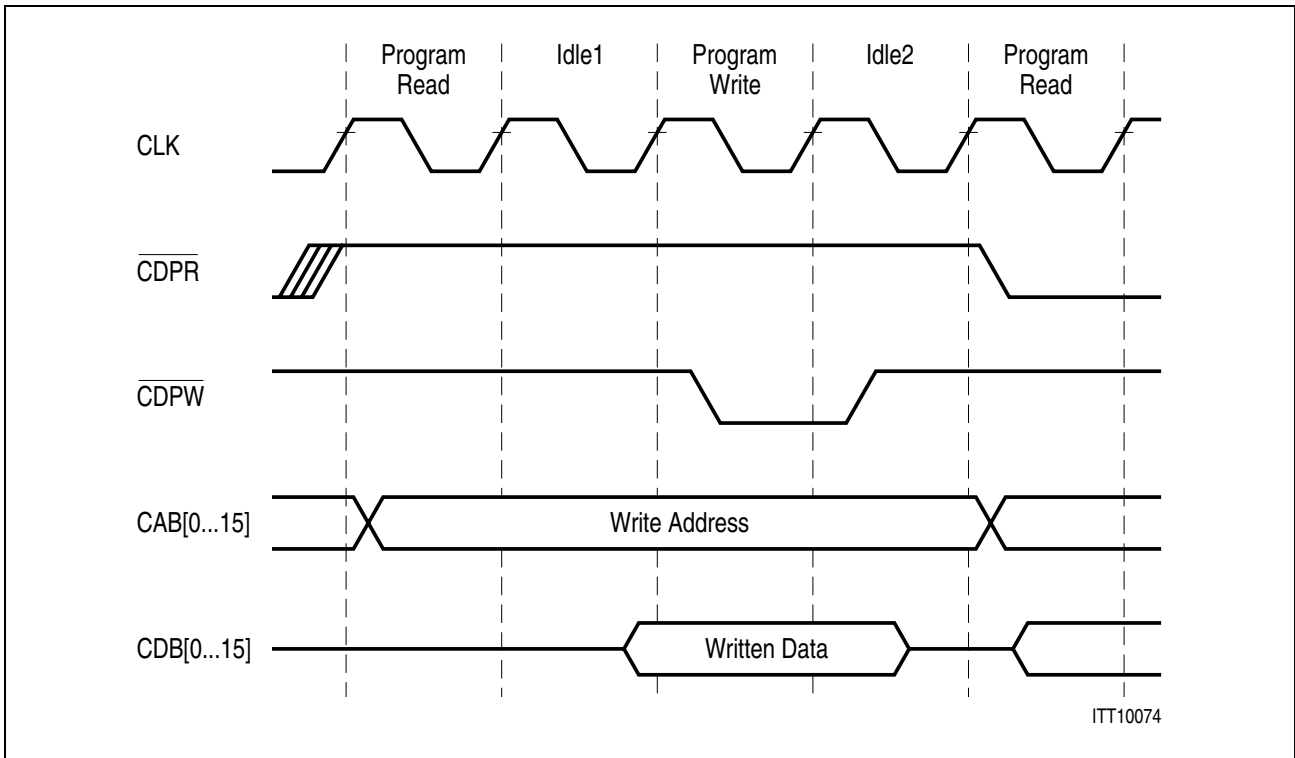 Program Read
Idle1
Program Write
Idle2
Program Read
CLK
CDPR
CDPW
CAB[0...15]
Write Address
CDB[0...15]
Written Data
ITT10074